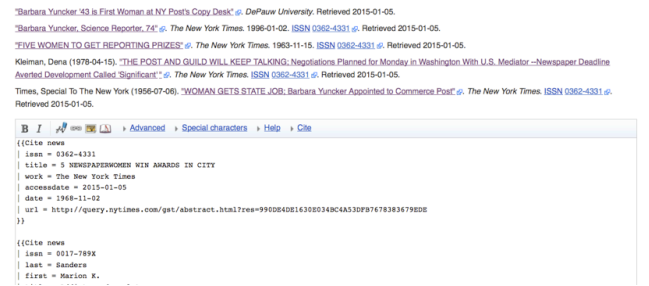 "Barbara Yuncker '43 is First Woman at NY Post's Copy Desk". DePauw University. Retrieved 2015-01-05.
"Barbara Yuncker, Science Reporter, 74". The New York Times. 1996-01-02. ISSN 0362-4331. Retrieved 2015-01-05.
"FIVE WOMEN TO GET REPORTING PRIZES". The New York Times. 1963-11-15. ISSN 0362-4331. Retrieved 2015-01-05.
Kleiman, Dena (1978-04-15). "THE POST AND GUILD WILL KEEP TALKING; Negotiations Planned for Monday in Washington With U.S. Mediator --Newspaper Deadline
Averted Development Called 'Significant'". The New York Times. ISSN 0362-4331. Retrieved 2015-01-05.
Times, Special To The New York (1956-07-06). "WOMAN GETS STATE JOB; Barbara Yuncker Appointed to Commerce Post". The New York Times. ISSN 0362-4331.
Retrieved 2015-01-05.
B I Advanced Special characters Help Cite
{{Cite news
| issn = 0362-4331
| title = 5 NEWSPAPERWOMEN WIN AWARDS IN CITY
| work = The New York Times
| accessdate = 2015-01-05
| date = 1968-11-02
| url = http://query.nytimes.com/gst/abstract.html?res=990DE4DE1630E034BC4A53DFB7678383679EDE
}}
{{Cite news
| issn = 0017-789X
| last = Sanders
| first = Marion K.